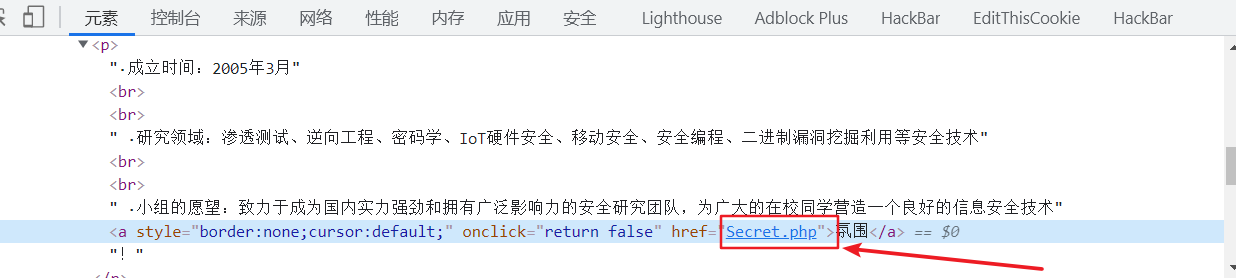 元素 控制台 来源 网络 性能 内存 应用 安全 Lighthouse Adblock Plus HackBar EditThisCookie HackBar
▼<p>
"·成立时间：2005年3月"
<br>
<br>
" ·研究领域：渗透测试、逆向工程、密码学、IoT硬件安全、移动安全、安全编程、二进制漏洞挖掘利用等安全技术"
<br>
<br>
" ·小组的愿望：致力于成为国内实力强劲和拥有广泛影响力的安全研究团队，为广大的在校同学营造一个良好的信息安全技术"
<a style="border:none;cursor:default;" onclick="return false" href="Secret.php">氛围</a> == $0
"！"
</p>